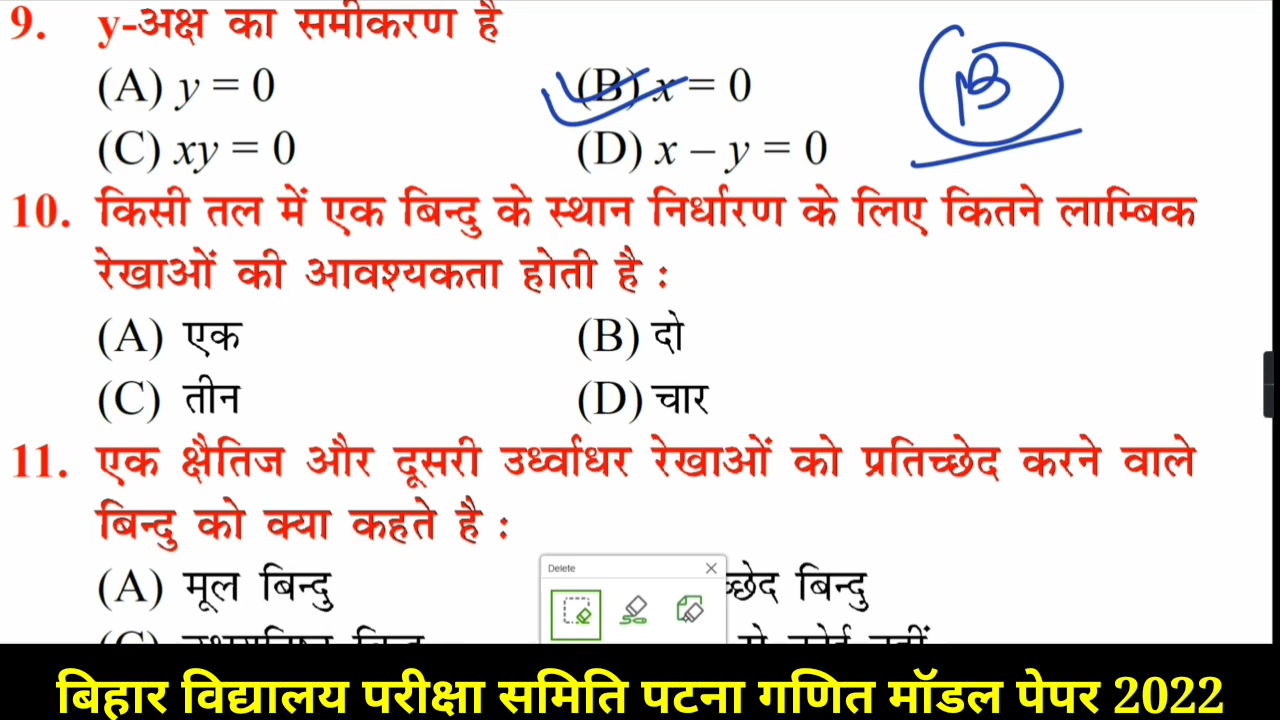 9. y-अक्ष का समीकरण है
(A) y = 0 (B) x = 0
B
(C) xy = 0 (D) x – y = 0
10. किसी तल में एक बिन्दु के स्थान निर्धारण के लिए कितने लाम्बिक
रेखाओं की आवश्यकता होती है :
(A) एक (B) दो
(C) तीन (D) चार
11. एक क्षैतिज और दूसरी उर्ध्वाधर रेखाओं को प्रतिच्छेद करने वाले
बिन्दु को क्या कहते है :
Delete
(A) मूल बिन्दु च्छेद बिन्दु
बिहार विद्यालय परीक्षा समिति पटना गणित मॉडल पेपर 2022